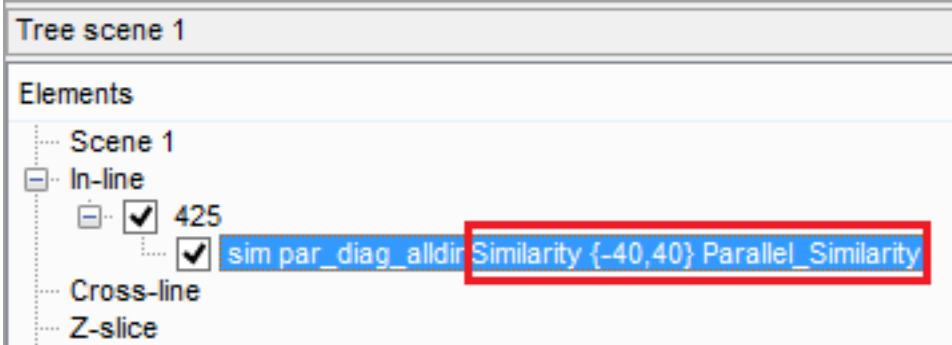 Tree scene 1
Elements
Scene 1
In-line
425
sim par_diag_alldir Similarity {-40,40} Parallel_Similarity
Cross-line
Z-slice